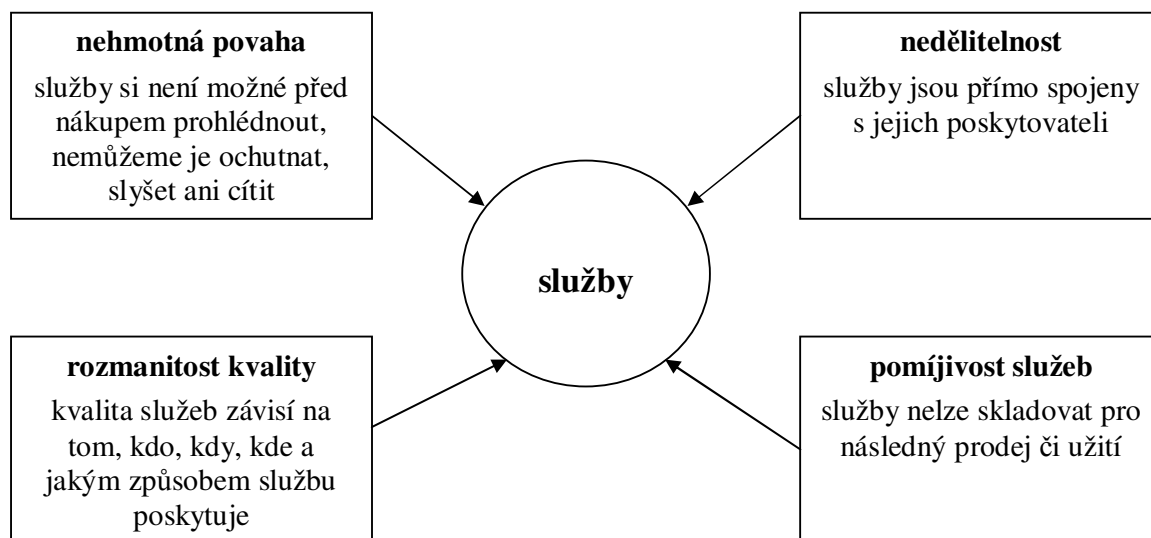 nehmotná povaha
služby si není možné před
nákupem prohlédnout,
nemůžeme je ochutnat,
slyšet ani cítit
nedělitelnost
služby jsou přímo spojeny
s jejich poskytovateli
služby
rozmanitost kvality
kvalita služeb závisí na
tom, kdo, kdy, kde a
jakým způsobem službu
poskytuje
pomíjivost služeb
služby nelze skladovat pro
následný prodej či užití